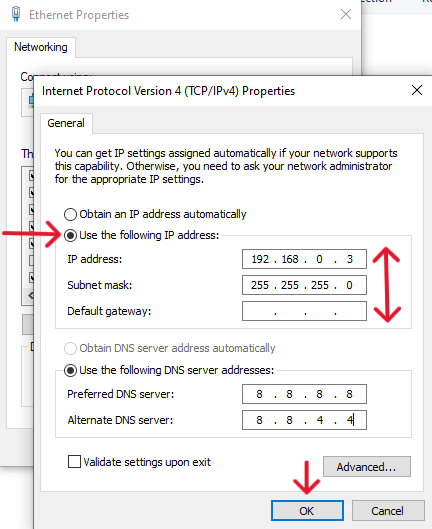 Ethernet Properties
Networking
Internet Protocol Version 4 (TCP/IPv4) Properties
General
You can get IP settings assigned automatically if your network supports
this capability. Otherwise, you need to ask your network administrator
for the appropriate IP settings.
Obtain an IP address automatically
Use the following IP address:
IP address: 192 . 168 . 0 . 3
Subnet mask: 255 . 255 . 255 . 0
Default gateway: . . .
Obtain DNS server address automatically
Use the following DNS server addresses:
Preferred DNS server: 8 . 8 . 8 . 8
Alternate DNS server: 8 . 8 . 4 . 4
Validate settings upon exit
Advanced...
OK
Cancel